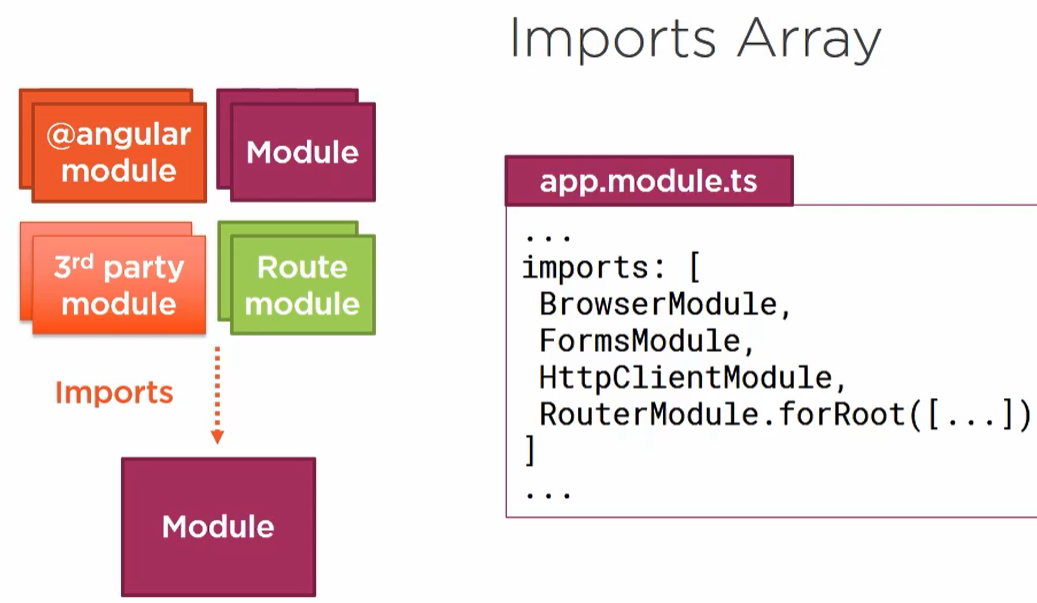 Imports Array
@angular
module
Module
3rd party
module
Route
module
Imports
Module
app.module.ts
...
imports: [
BrowserModule,
FormsModule,
HttpClientModule,
RouterModule.forRoot([...])
]
...